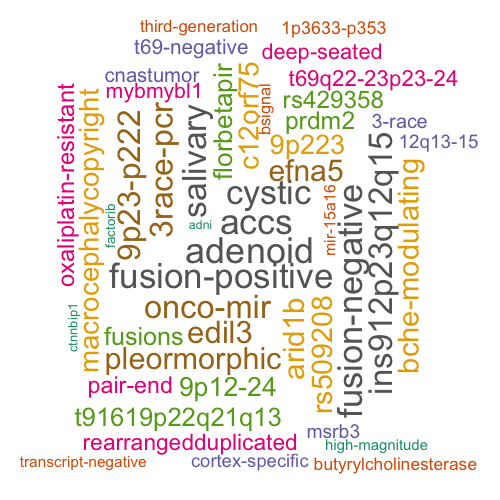 third-generation
1p3633-p353
t69-negative
deep-seated
cnastumor
t69q22-23p23-24
mybmybl1
rs429358
oxaliplatin-resistant
macrocephalycopyright
9p23-p222
3race-pcr
salivary
florbetapir
c12orf75
bsignal
prdm2
3-race
12q13-15
9p223
efna5
cystic
accs
adenoid
factorib
adni
mir-15a16
fusion-positive
fusion-negative
ins912p23q12q15
bche-modulating
ctnnbip1
onco-mir
fusions
edil3
arid1b
rs509208
pleormorphic
pair-end
9p12-24
t91619p22q21q13
msrb3
rearrangedduplicated
high-magnitude
transcript-negative
cortex-specific
butyrylcholinesterase